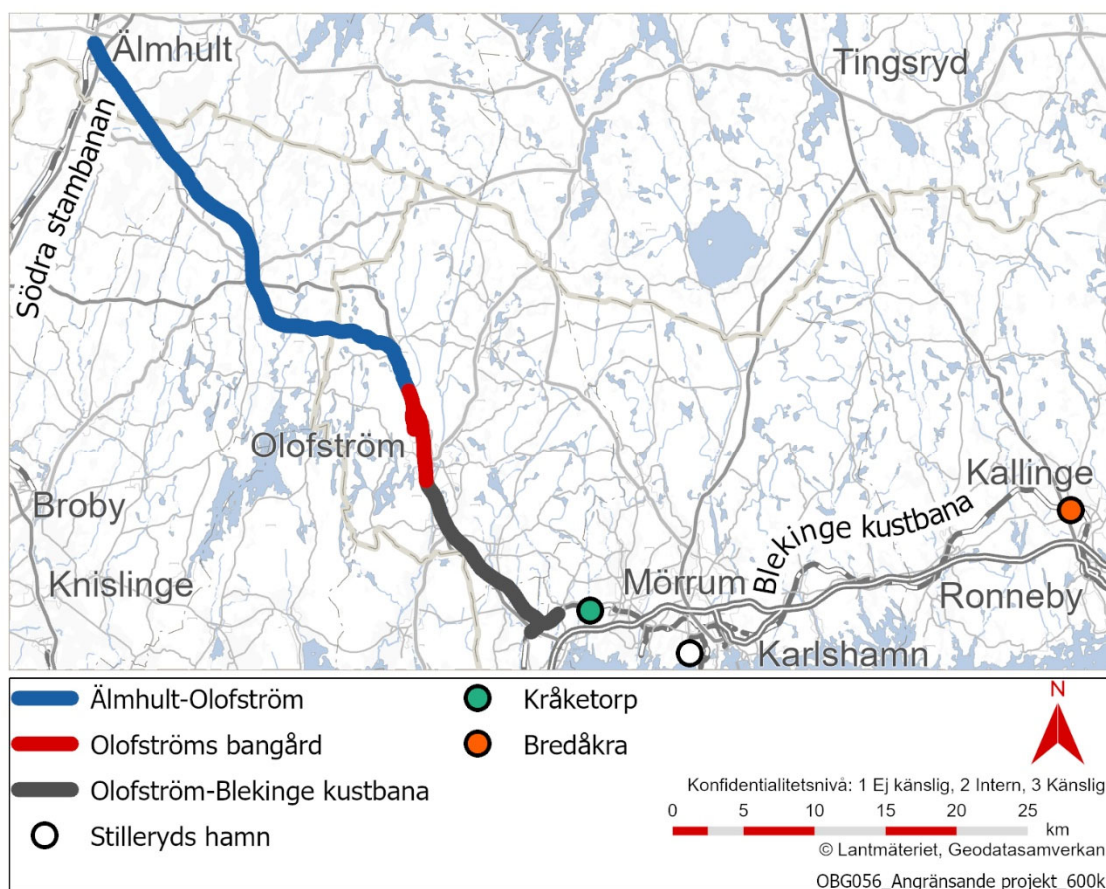 Älmhult
Tingsryd
Södra stambanan
Olofström
Broby
Knislinge
Kallinge
Blekinge kustbana
Mörrum
Ronneby
Karlshamn
Älmhult-Olofström
Olofströms bangård
Olofström-Blekinge kustbana
Stilleryds hamn
Kråketorp
Bredåkra
N
Konfidentialitetsnivå: 1 Ej känslig, 2 Intern, 3 Känslig
0 5 10 15 20 25
km
© Lantmäteriet, Geodatasamverkan
OBG056_Angränsande projekt_600k